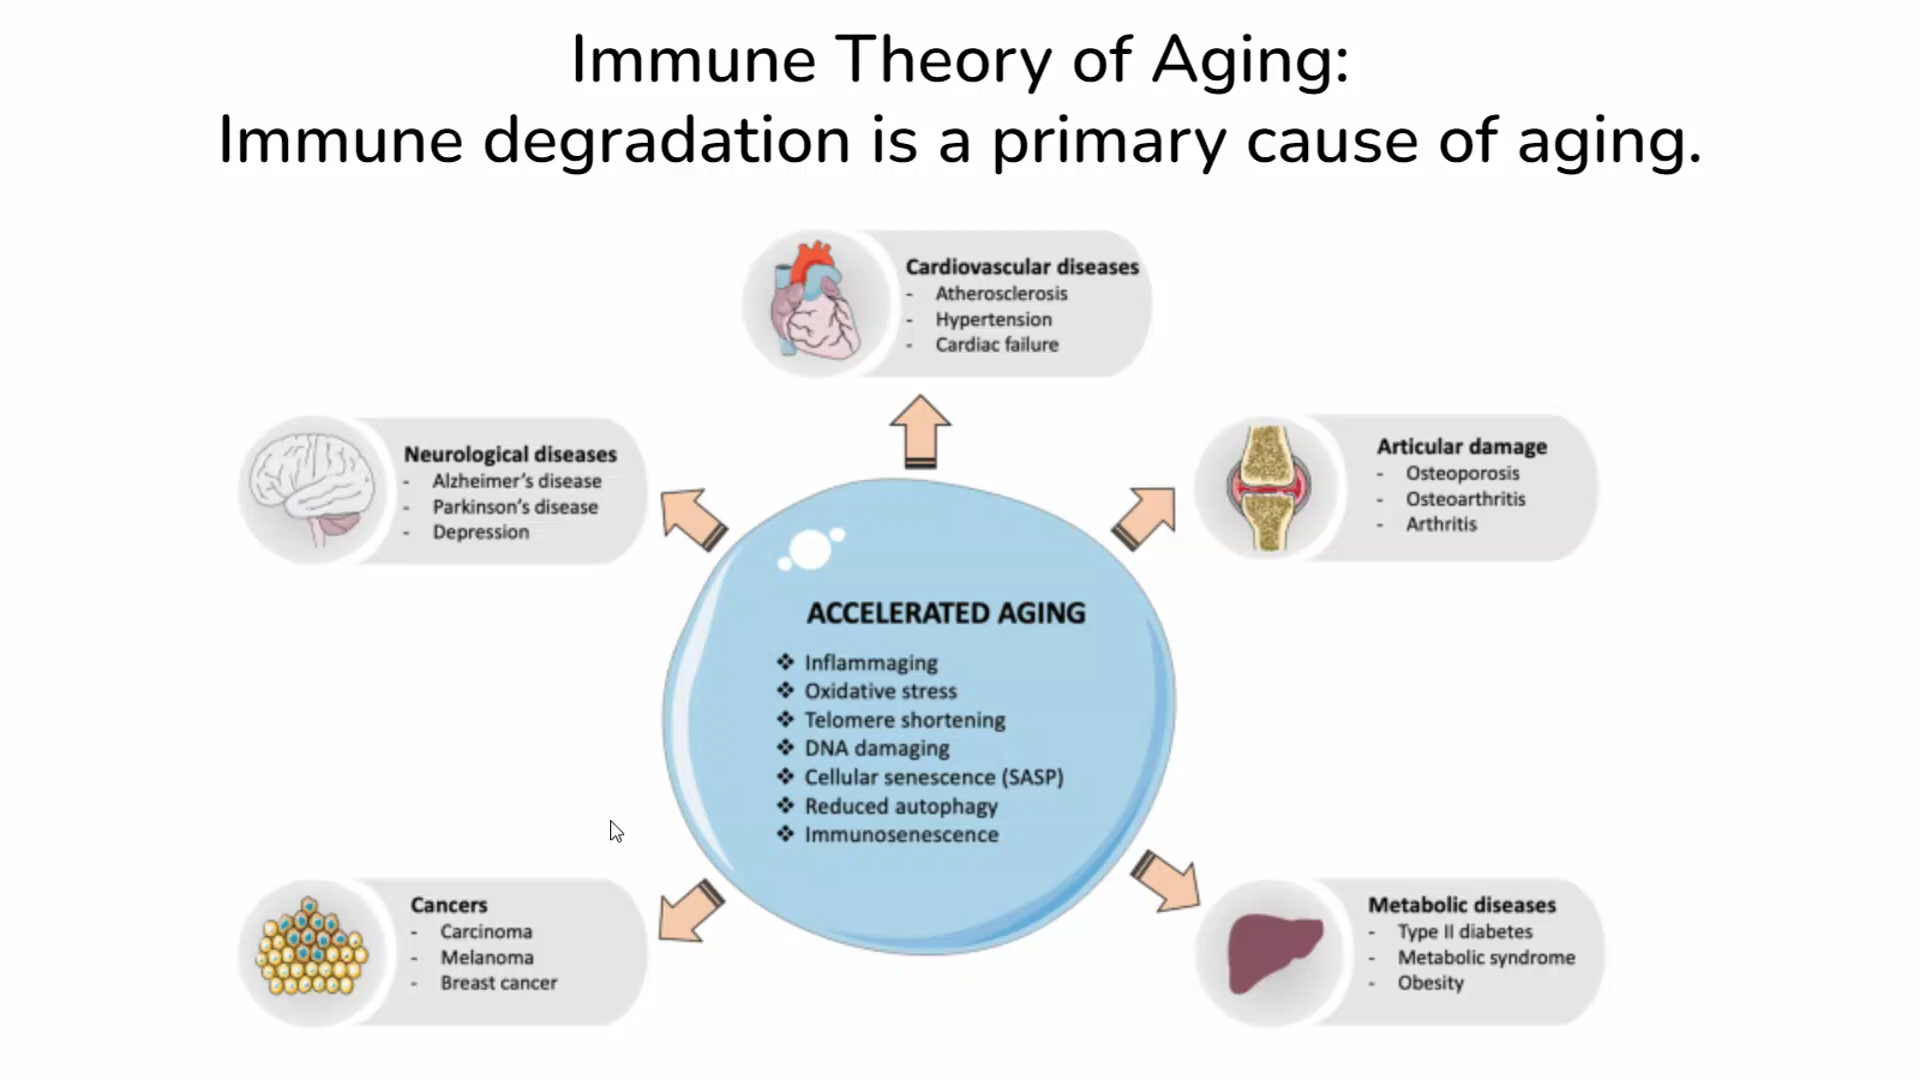 Immune Theory of Aging:
Immune degradation is a primary cause of aging.
Cardiovascular diseases
- Atherosclerosis
- Hypertension
- Cardiac failure
Neurological diseases
- Alzheimer's disease
- Parkinson's disease
- Depression
Articular damage
- Osteoporosis
- Osteoarthritis
- Arthritis
ACCELERATED AGING
❖ Inflammaging
❖ Oxidative stress
❖ Telomere shortening
❖ DNA damaging
❖ Cellular senescence (SASP)
❖ Reduced autophagy
❖ Immunosenescence
Cancers
- Carcinoma
- Melanoma
- Breast cancer
Metabolic diseases
- Type II diabetes
- Metabolic syndrome
- Obesity